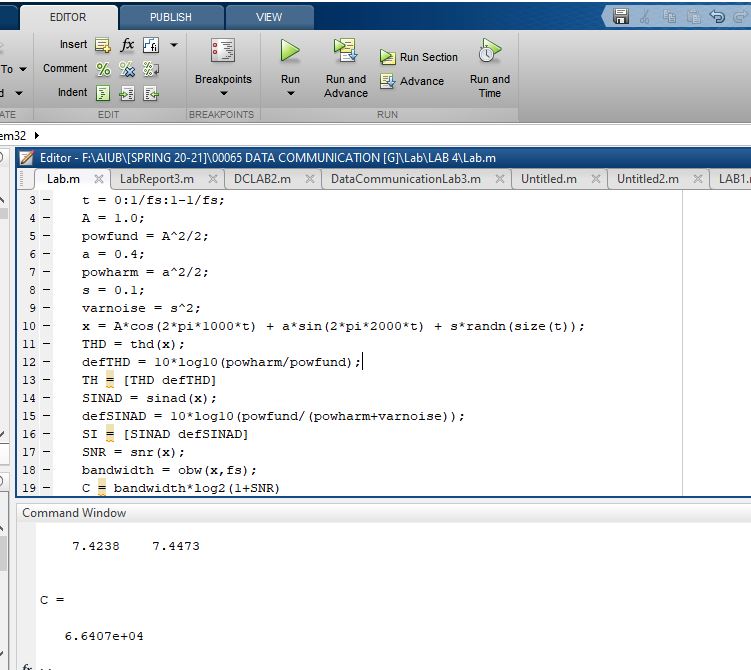 EDITOR PUBLISH VIEW
Insert fx
Comment
Indent
To
Breakpoints
Run
Run and
Advance
Run Section
Advance
Run and
Time
ATE EDIT BREAKPOINTS RUN
em32
Editor - F:\AIUB\[SPRING 20-21]\00065 DATA COMMUNICATION [G]\Lab\LAB 4\Lab.m
Lab.m LabReport3.m DCLAB2.m DataCommunicationLab3.m Untitled.m Untitled2.m LAB1.
3 - t = 0:1/fs:1-1/fs;
4 - A = 1.0;
5 - powfund = A^2/2;
6 - a = 0.4;
7 - powharm = a^2/2;
8 - s = 0.1;
9 - varnoise = s^2;
10 - x = A*cos(2*pi*1000*t) + a*sin(2*pi*2000*t) + s*randn(size(t));
11 - THD = thd(x);
12 - defTHD = 10*log10(powharm/powfund);
13 - TH = [THD defTHD]
14 - SINAD = sinad(x);
15 - defSINAD = 10*log10(powfund/(powharm+varnoise));
16 - SI = [SINAD defSINAD]
17 - SNR = snr(x);
18 - bandwidth = obw(x,fs);
19 - C = bandwidth*log2(1+SNR)
Command Window
7.4238 7.4473
C =
6.6407e+04